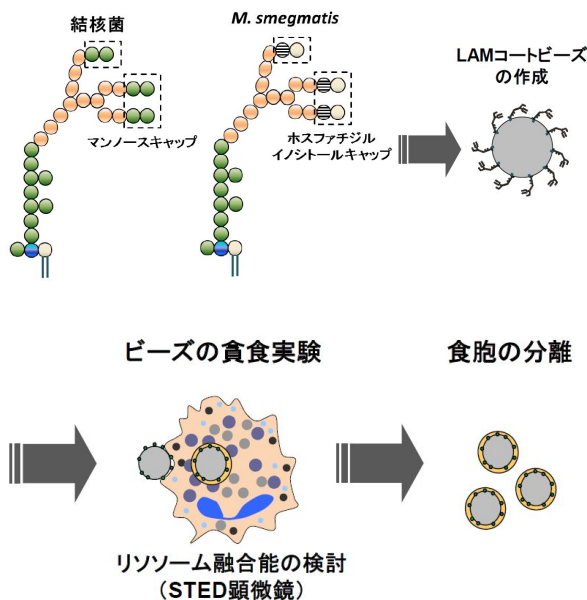 結核菌
M. smegmatis
LAMコートビーズ
の作成
マンノースキャップ
ホスファチジル
イノシトールキャップ
ビーズの貪食実験
食胞の分離
リソソーム融合能の検討
（STED顕微鏡）